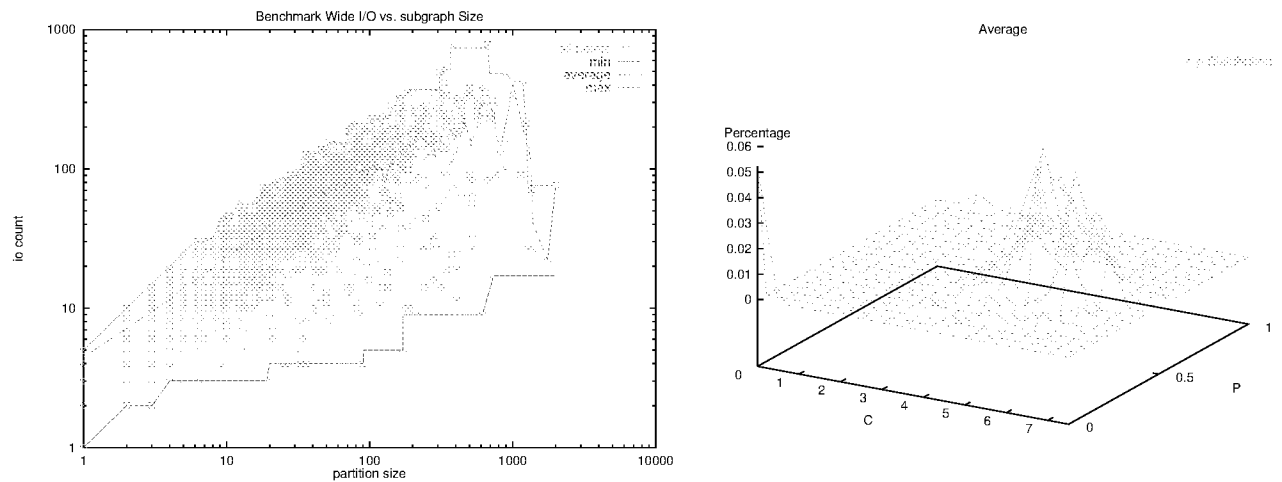 Benchmark Wide I/O vs. subgraph Size
1000
100
10
1
io count
min
average
max
1
10
100
1000
10000
partition size
Average
Percentage
0.06
0.05
0.04
0.03
0.02
0.01
0
0
1
2
3
4
5
6
7
C
0
0.5
1
P